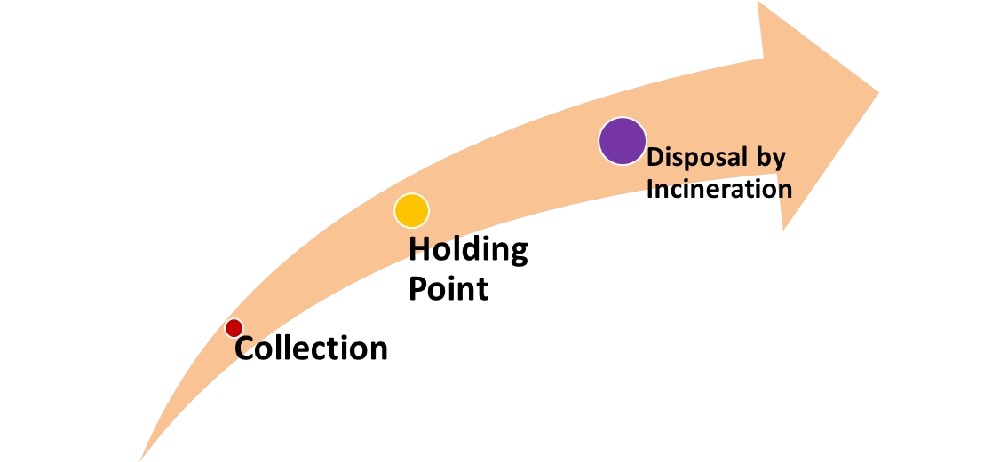 Collection
Holding
Point
Disposal by
Incineration